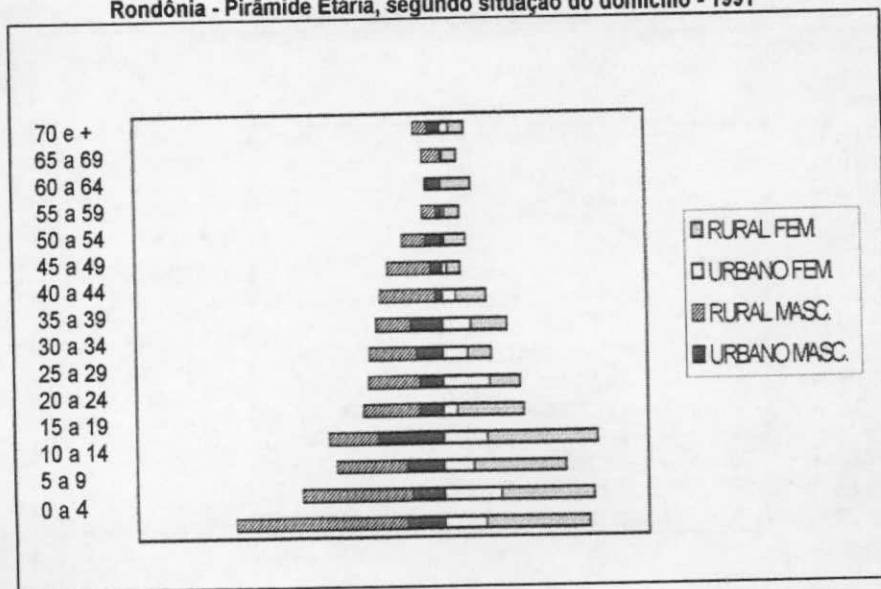 Rondônia - Pirâmide Etária, segundo situação do domicílio - 1991
70 e +
65 a 69
60 a 64
55 a 59
50 a 54
45 a 49
40 a 44
35 a 39
30 a 34
25 a 29
20 a 24
15 a 19
10 a 14
5 a 9
0 a 4
RURAL FEM.
URBANO FEM.
RURAL MASC.
URBANO MASC.